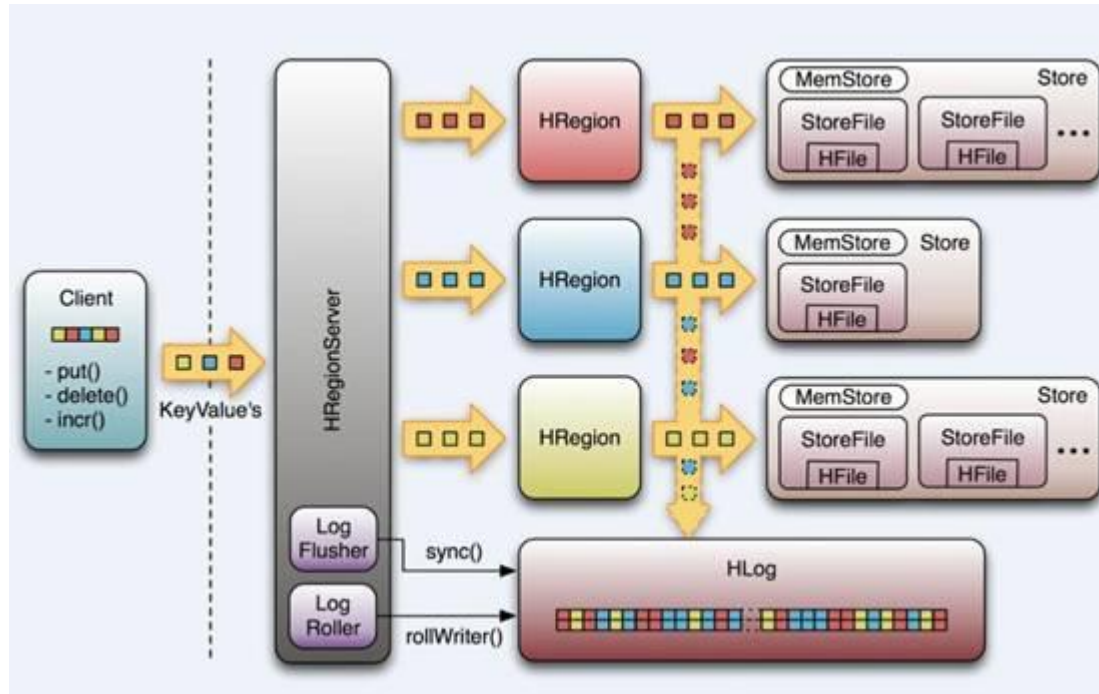 Client
- put()
- delete()
- incr()
KeyValue's
HRegionServer
Log
Flusher
Log
Roller
sync()
rollWriter()
HRegion
MemStore
Store
StoreFile
HFile
StoreFile
HFile
...
HRegion
MemStore
Store
StoreFile
HFile
HRegion
MemStore
Store
StoreFile
HFile
StoreFile
HFile
...
HLog